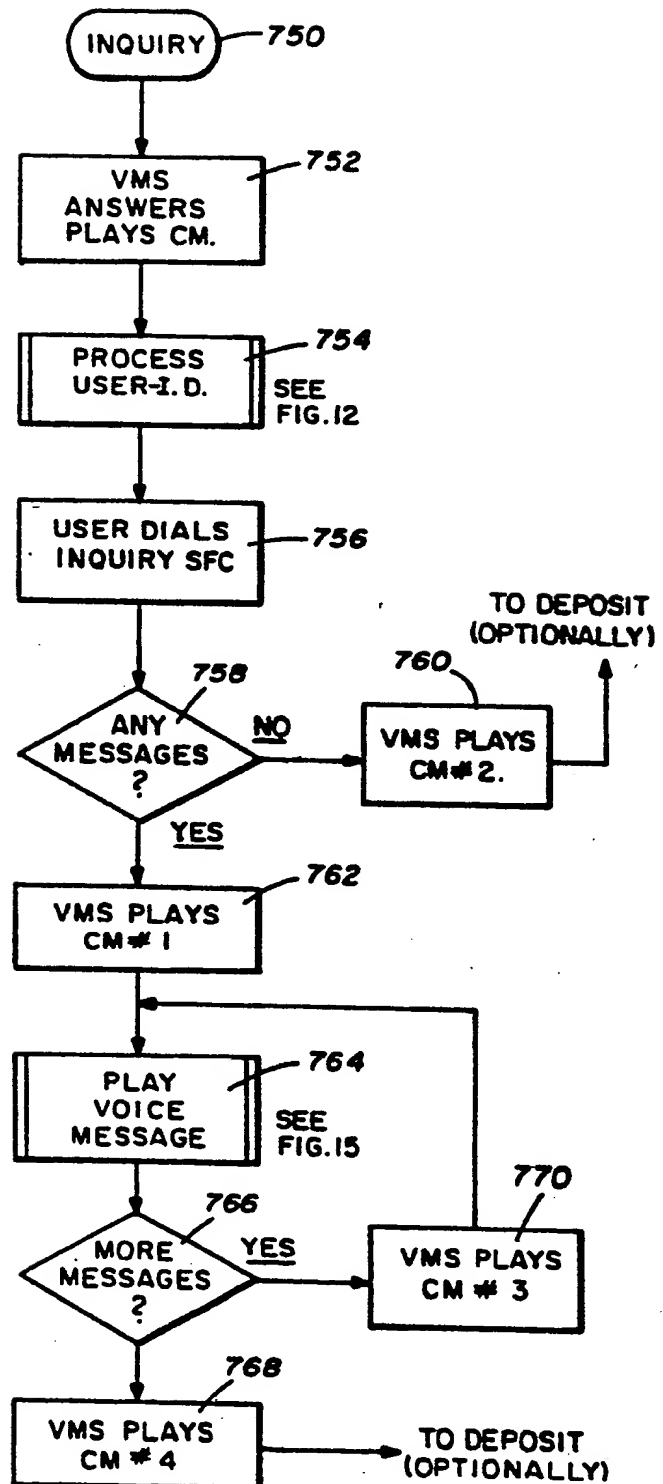 INQUIRY
750
752
VMS
ANSWERS
PLAYS CM.
754
PROCESS
USER-I.D.
SEE
FIG.12
USER DIALS
INQUIRY SFC
756
TO DEPOSIT
(OPTIONALLY)
758
ANY
MESSAGES
?
NO
760
VMS PLAYS
CM#2.
YES
762
VMS PLAYS
CM# 1
764
PLAY
VOICE
MESSAGE
SEE
FIG.15
766
MORE
MESSAGES
?
YES
770
VMS PLAYS
CM # 3
768
VMS PLAYS
CM #4
TO DEPOSIT
(OPTIONALLY)